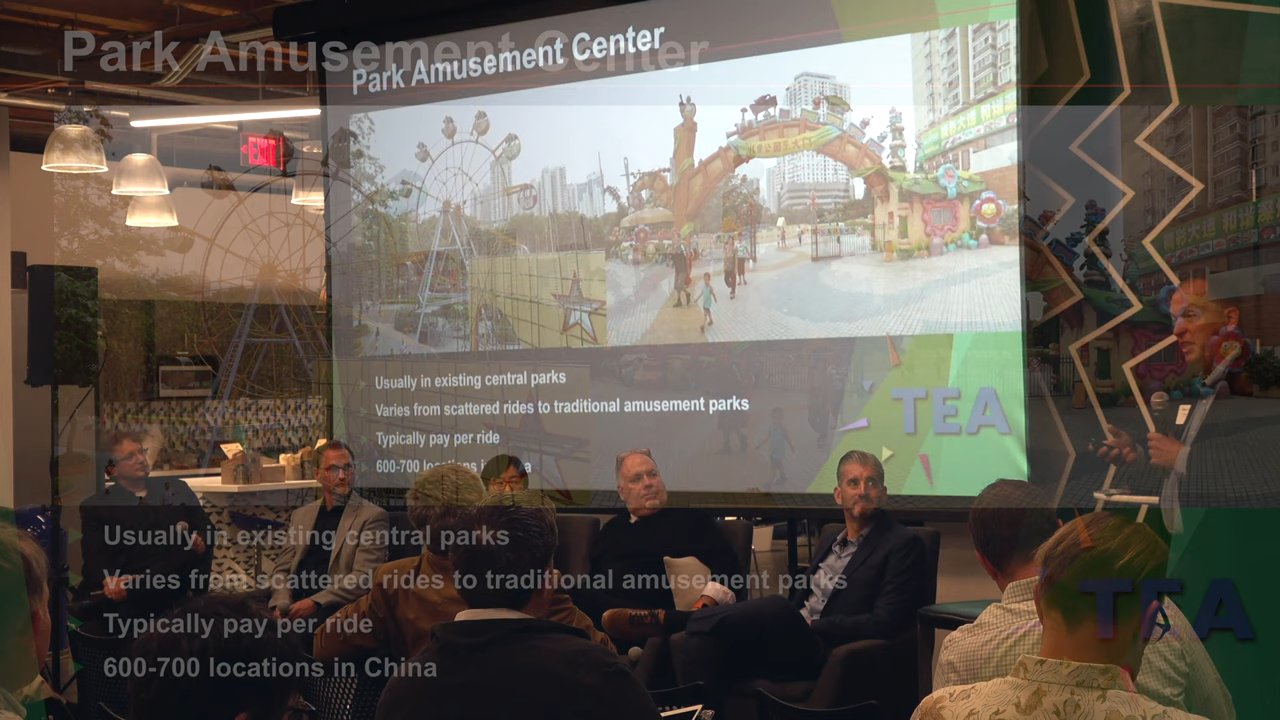 Park Amusement Center
Park Amusement Center
EXIT
Usually in existing central parks
Varies from scattered rides to traditional amusement parks
Typically pay per ride
600-700 locations in China
TEA
Usually in existing central parks
Varies from scattered rides to traditional amusement parks
Typically pay per ride
600-700 locations in China
TEA